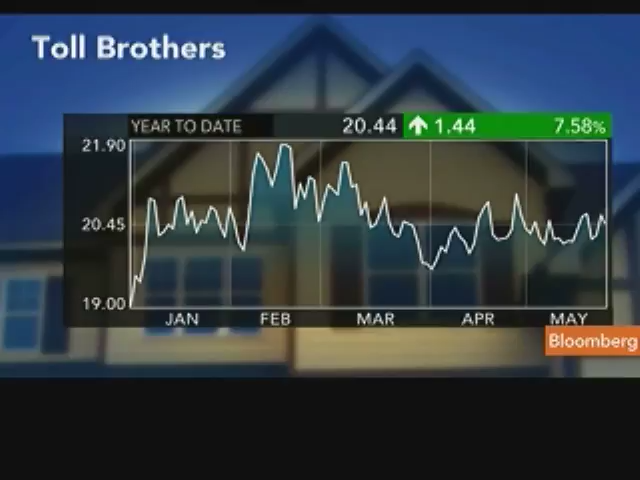 Toll Brothers
YEAR TO DATE 20.44 ↑ 1.44 7.58%
21.90
20.45
19.00
JAN FEB MAR APR MAY
Bloomberg